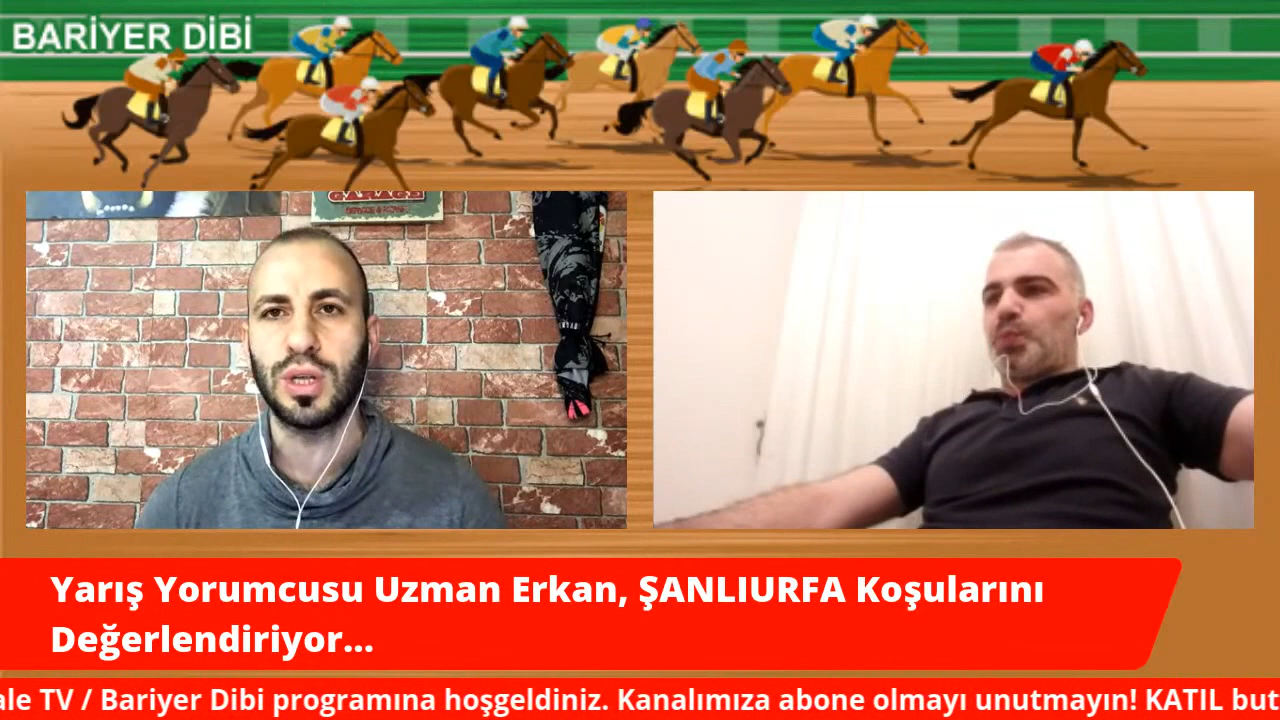 BARİYER DİBİ
GARAGE
Yarış Yorumcusu Uzman Erkan, ŞANLIURFA Koşularını
Değerlendiriyor...
ale TV / Bariyer Dibi programına hoşgeldiniz. Kanalımıza abone olmayı unutmayın! KATIL but